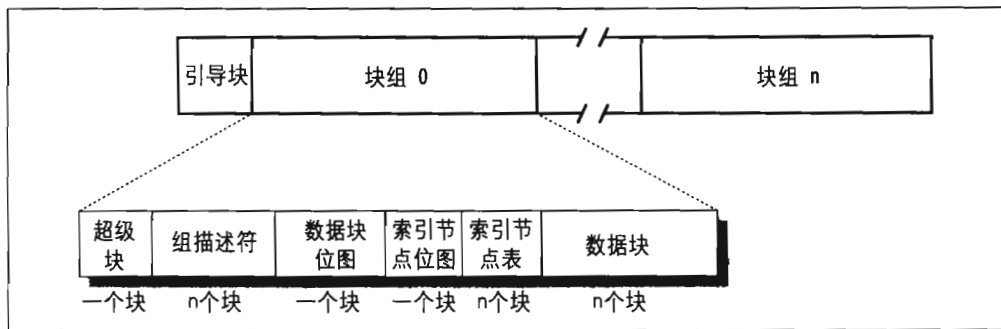 引导块
块组 0
块组 n
超级
块
组描述符
数据块
位图
索引节
点位图
索引节
点表
数据块
一个块
n个块
一个块
一个块
n个块
n个块